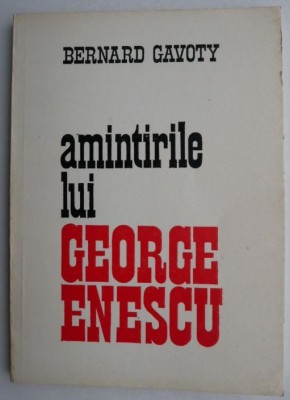 BERNARD GAVOTY
amintirile
lui
GEORGE
ENESCU